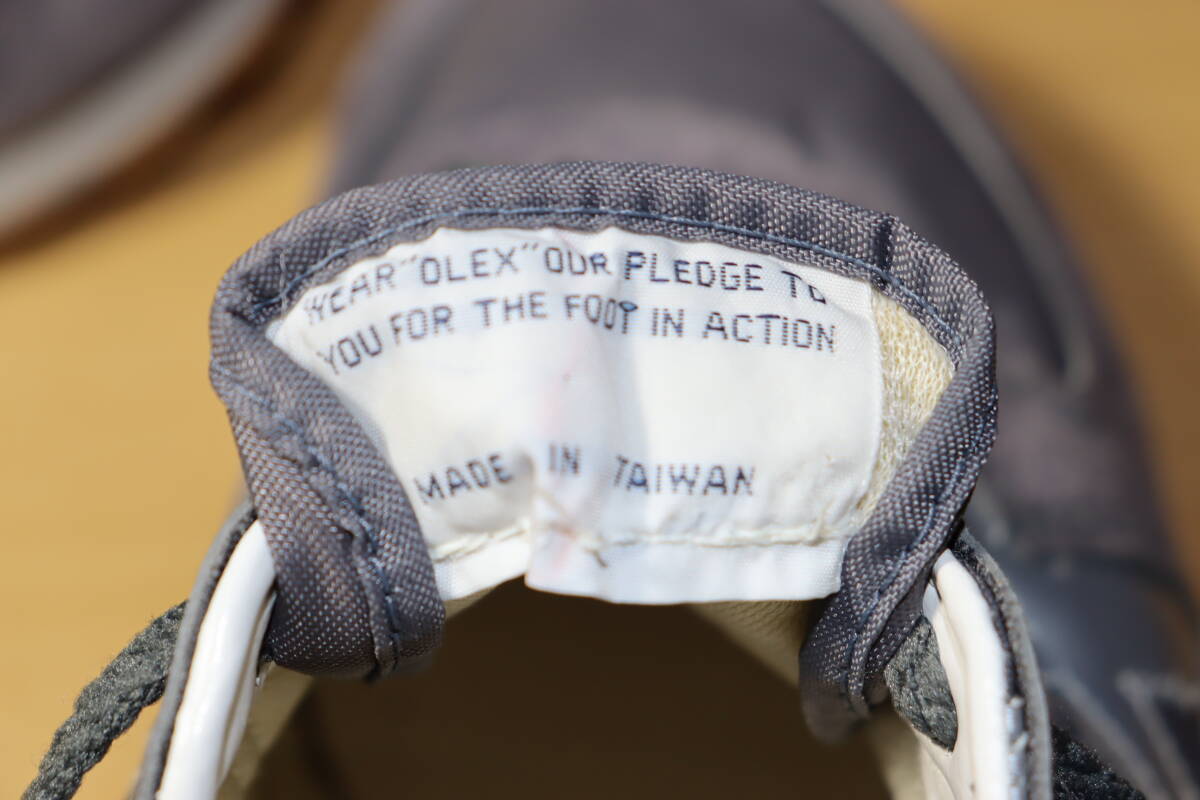 WEAR "OLEX" OUR PLEDGE TO
YOU FOR THE FOOT IN ACTION
MADE IN TAIWAN